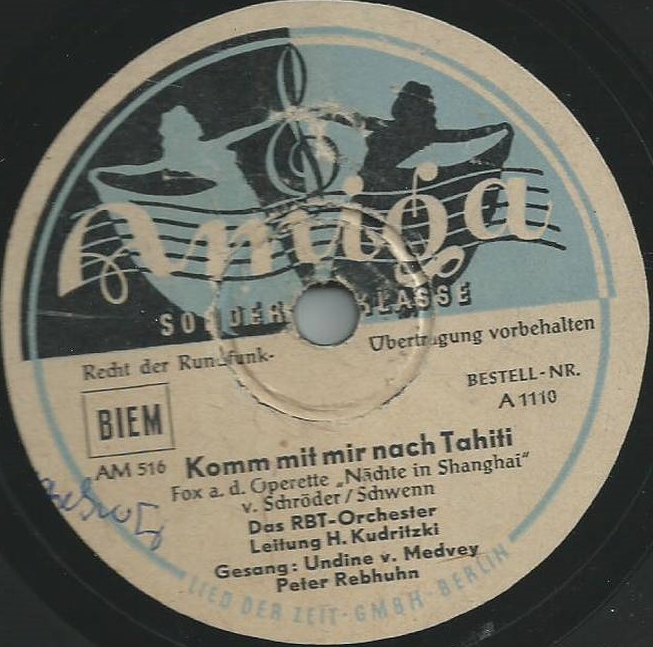 Amiga
SONDER KLASSE
Recht der Rundfunk-
Übertragung vorbehalten
BIEM
BESTELL-NR.
A 1110
AM 516
Komm mit mir nach Tahiti
Fox a. d. Operette „Nächte in Shanghai“
v. Schröder/Schwenn
Das RBT-Orchester
Leitung H. Kudritzki
Gesang: Undine v. Medvey
Peter Rebhuhn
LIED DER ZEIT-GMBH-BERLIN